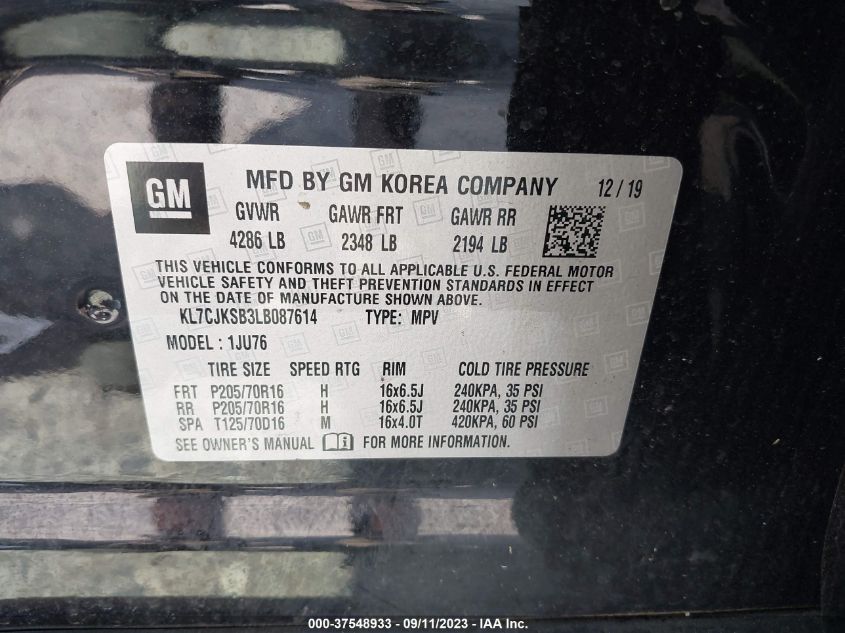 GM MFD BY GM KOREA COMPANY 12 / 19
GVWR GAWR FRT GAWR RR
4286 LB 2348 LB 2194 LB
THIS VEHICLE CONFORMS TO ALL APPLICABLE U.S. FEDERAL MOTOR
VEHICLE SAFETY AND THEFT PREVENTION STANDARDS IN EFFECT
ON THE DATE OF MANUFACTURE SHOWN ABOVE.
KL7CJKSB3LB087614 TYPE: MPV
MODEL : 1JU76
TIRE SIZE SPEED RTG RIM COLD TIRE PRESSURE
FRT P205/70R16 H 16x6.5J 240KPA, 35 PSI
RR P205/70R16 H 16x6.5J 240KPA, 35 PSI
SPA T125/70D16 M 16x4.0T 420KPA, 60 PSI
SEE OWNER'S MANUAL FOR MORE INFORMATION.
000-37548933 - 09/11/2023 - © IAA Inc.